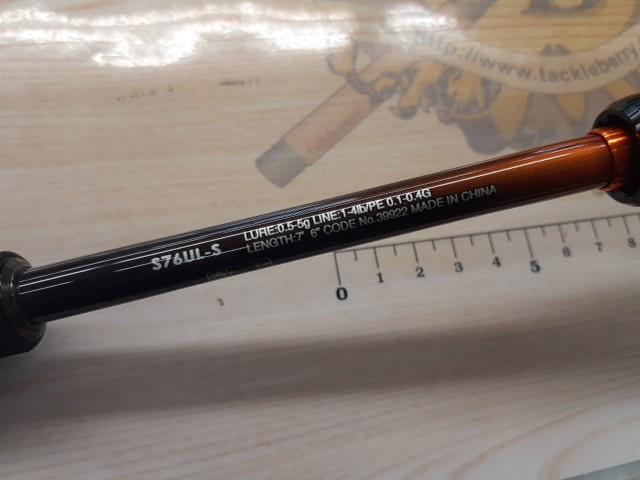 http://www.tackleberry
S76UL-S
LURE:0.5-5g LINE:1-4lb/PE 0.1-0.4G
LENGTH:7' 6" CODE No.39922 MADE IN CHINA
0 1 2 3 4 5 6 7 8